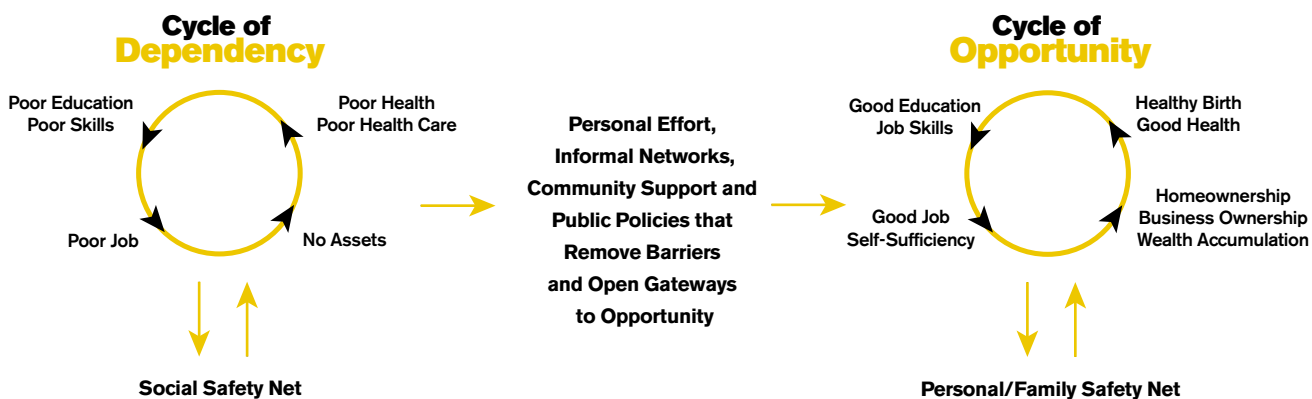 Cycle of
Dependency
Poor Education
Poor Skills
Poor Health
Poor Health Care
Poor Job
No Assets
Social Safety Net
Personal Effort,
Informal Networks,
Community Support and
Public Policies that
Remove Barriers
and Open Gateways
to Opportunity
Cycle of
Opportunity
Good Education
Job Skills
Healthy Birth
Good Health
Good Job
Self-Sufficiency
Homeownership
Business Ownership
Wealth Accumulation
Personal/Family Safety Net